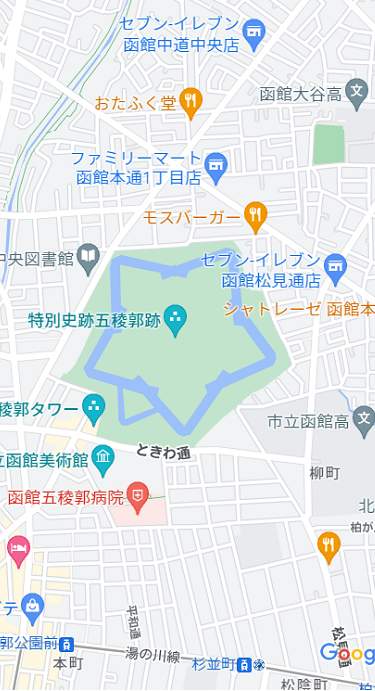 セブン-イレブン
函館中道中央店
おたふく堂
函館大谷高
ファミリーマート
函館本通1丁目店
モスバーガー
中央図書館
セブン-イレブン
函館松見通店
シャトレーゼ 函館本
特別史跡五稜郭跡
稜郭タワー
市立函館高
ときわ通
立函館美術館
柳町
函館五稜郭病院
北
柏が
平和通
松見通
テ
郭公園前
本町
湯の川線
杉並町
松陰町
Goog
柏